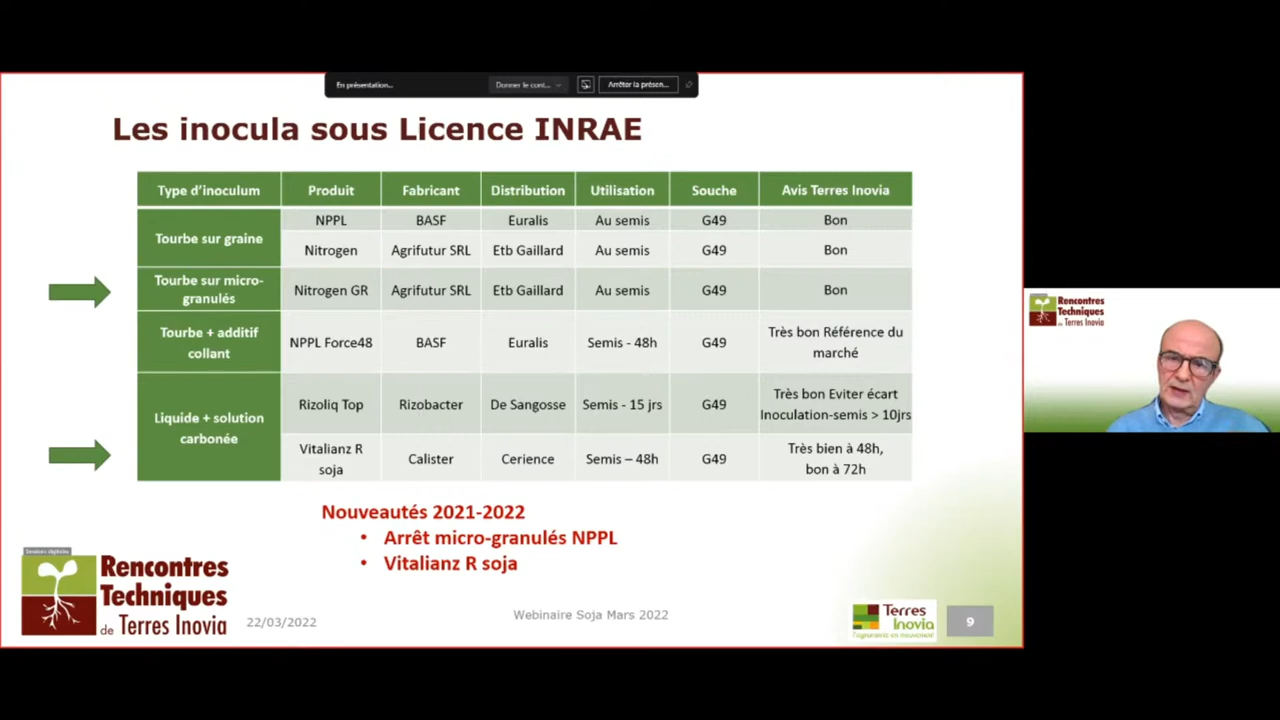 En présentation...
Donner le cont...
Arrêter la présen...
Les inocula sous Licence INRAE
Type d'inoculum Produit Fabricant Distribution Utilisation Souche Avis Terres Inovia
Tourbe sur graine
NPPL BASF Euralis Au semis G49 Bon
Nitrogen Agrifutur SRL Etb Gaillard Au semis G49 Bon
Tourbe sur micro-
granulés
Nitrogen GR Agrifutur SRL Etb Gaillard Au semis G49 Bon
Tourbe + additif
collant
NPPL Force48 BASF Euralis Semis - 48h G49
Très bon Référence du
marché
Liquide + solution
carbonée
Rizoliq Top Rizobacter De Sangosse Semis - 15 jrs G49
Très bon Eviter écart
Inoculation-semis > 10jrs
Vitalianz R
soja
Calister Cerience Semis – 48h G49
Très bien à 48h,
bon à 72h
Nouveautés 2021-2022
• Arrêt micro-granulés NPPL
• Vitalianz R soja
Sessions digitales
Rencontres
Techniques
de Terres Inovia
22/03/2022
Webinaire Soja Mars 2022
Terres
Inovia
l'agronomie en mouvement
9
Rencontres
Techniques
de Terres Inovia